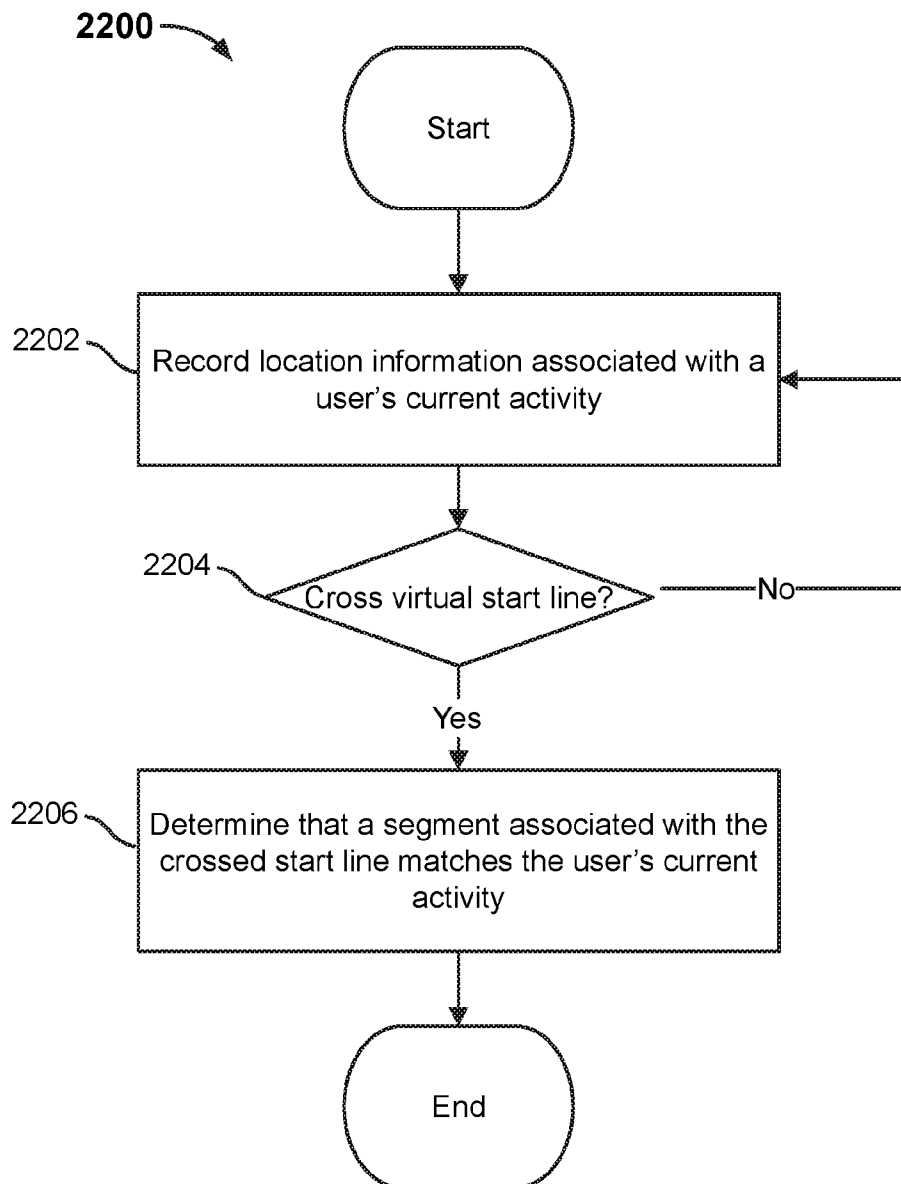 2200
Start
2202
Record location information associated with a
user's current activity
2204
Cross virtual start line?
No
Yes
2206
Determine that a segment associated with the
crossed start line matches the user's current
activity
End